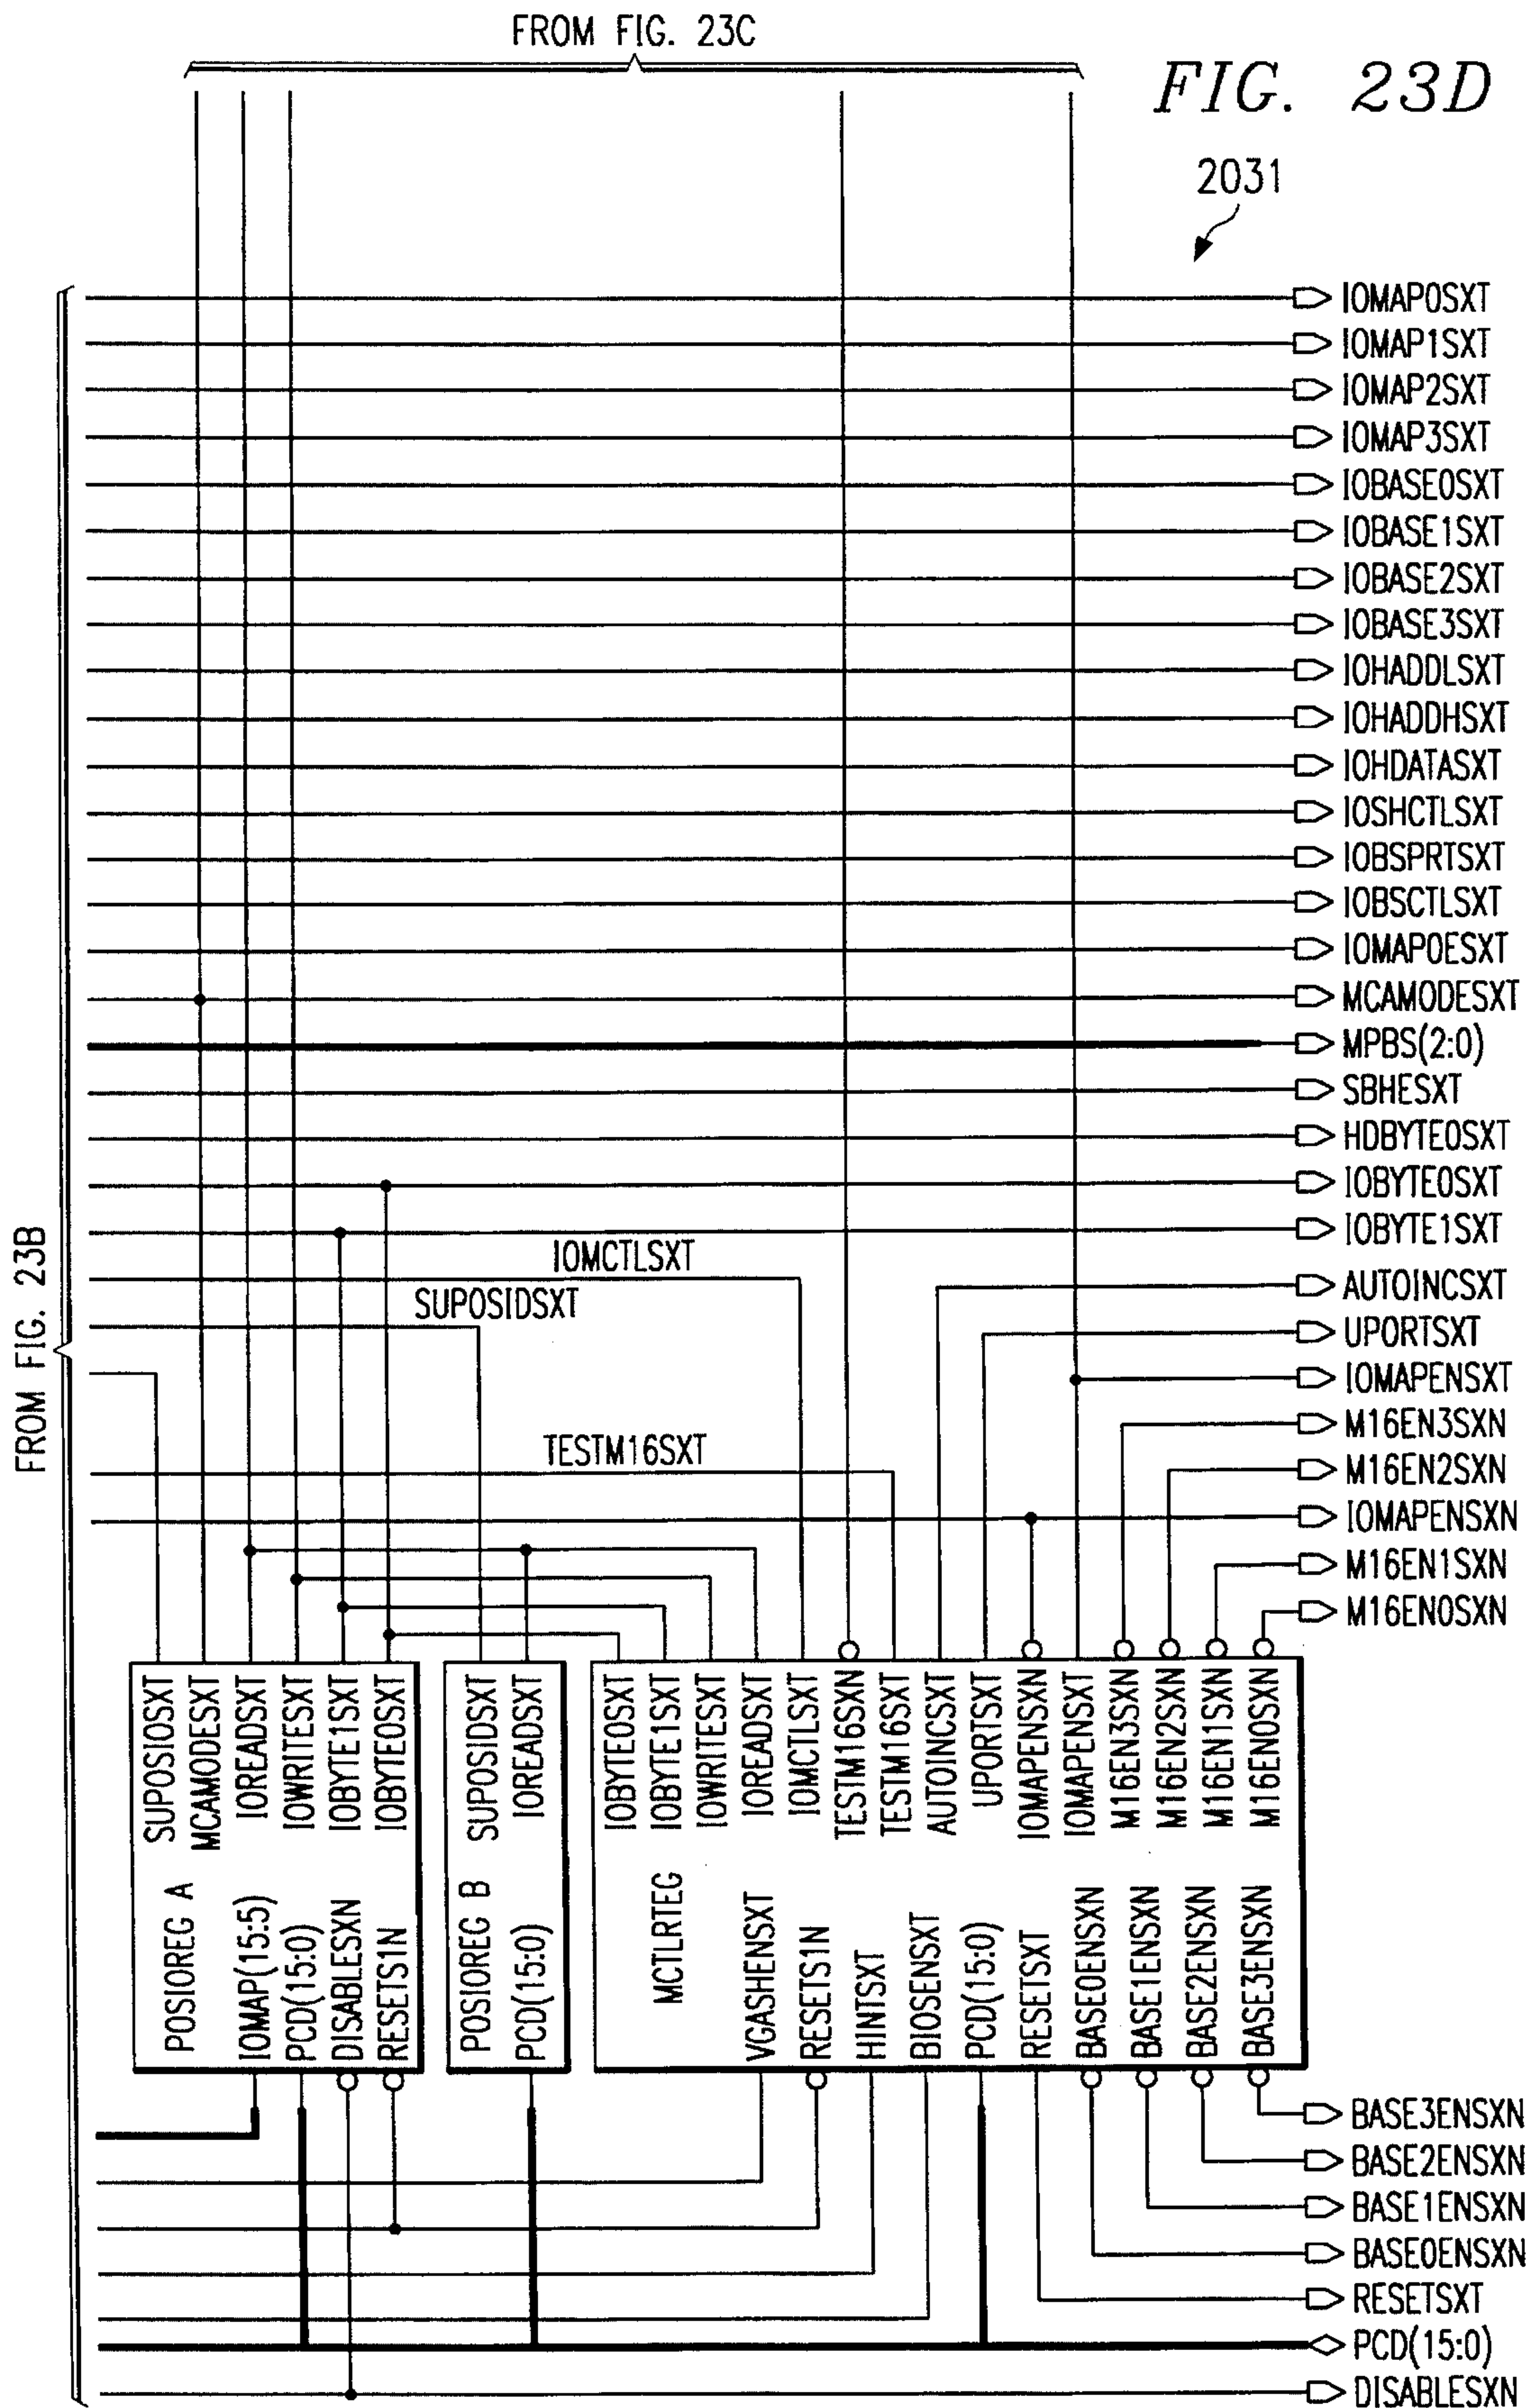 FROM FIG. 23C
FIG. 23D
2031
IOMAP0SXT
IOMAP1SXT
IOMAP2SXT
IOMAP3SXT
IOBASE0SXT
IOBASE1SXT
IOBASE2SXT
IOBASE3SXT
IOHADDLSXT
IOHADDHSXT
IOHDATASXT
IOSHCTLSXT
IOBSPRTSXT
IOBSCTLSXT
IOMAPOESXT
MCAMODESXT
MPBS(2:0)
SBHESXT
HDBYTE0SXT
IOBYTE0SXT
IOBYTE1SXT
IOMCTLSXT
AUTOINCSXT
SUPOSIDSXT
UPORTSXT
FROM FIG. 23B
IOMAPENSXT
M16EN3SXN
TESTM16SXT
M16EN2SXN
IOMAPENSXN
M16EN1SXN
M16EN0SXN
SUPOSIOSXT
MCAMODESXT
IOREADSXT
IOWRITESXT
IOBYTE1SXT
IOBYTE0SXT
POSIOREG A
IOMAP(15:5)
PCD(15:0)
DISABLESXN
RESETS1N
SUPOSIDSXT
IOREADSXT
POSIOREG B
PCD(15:0)
IOBYTE0SXT
IOBYTE1SXT
IOWRITESXT
IOREADSXT
IOMCTLSXT
TESTM16SXN
TESTM16SXT
AUTOINCSXT
UPORTSXT
IOMAPENSXN
IOMAPENSXT
M16EN3SXN
M16EN2SXN
M16EN1SXN
M16EN0SXN
MCTLRTEG
VGASHENSXT
RESETS1N
HINTSXT
BIOSENSXT
PCD(15:0)
RESETSXT
BASE0ENSXN
BASE1ENSXN
BASE2ENSXN
BASE3ENSXN
BASE3ENSXN
BASE2ENSXN
BASE1ENSXN
BASE0ENSXN
RESETSXT
PCD(15:0)
DISABLESXN